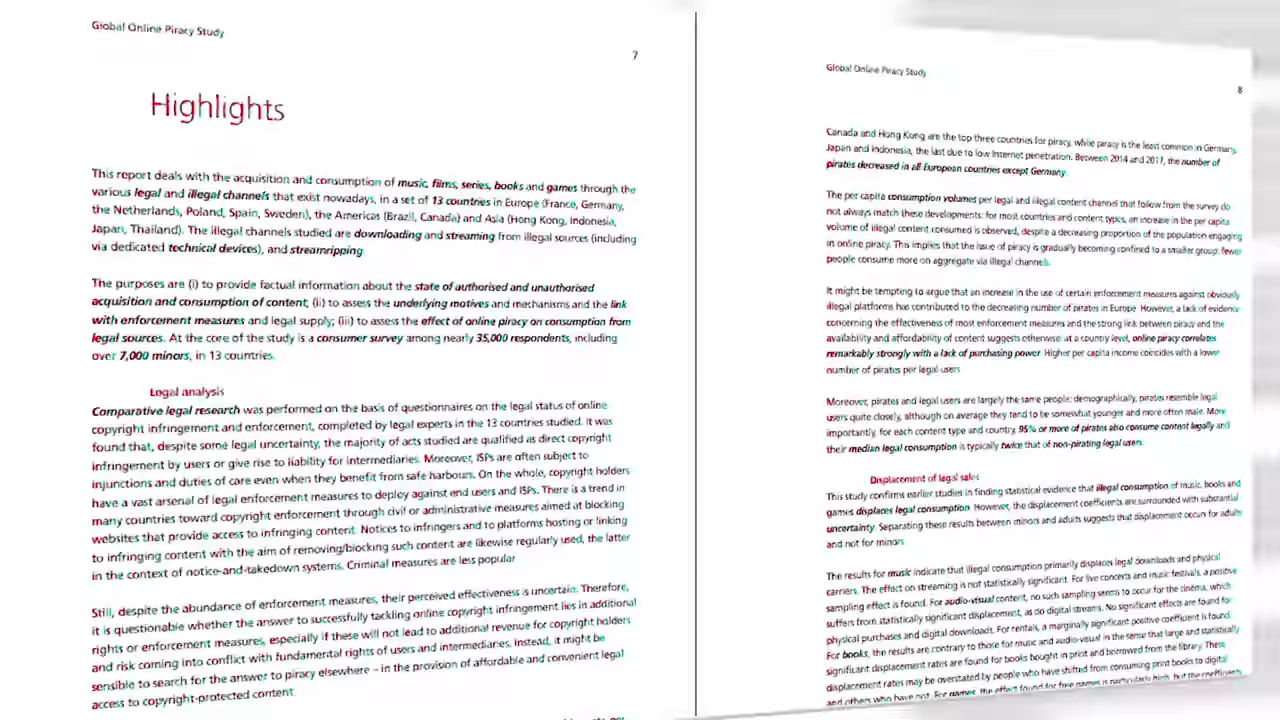 Global Online Piracy Study
7
Highlights
This report deals with the acquisition and consumption of music, films, series, books and games through the
various legal and illegal channels that exist nowadays, in a set of 13 countries in Europe (France, Germany,
the Netherlands, Poland, Spain, Sweden), the Americas (Brazil, Canada) and Asia (Hong Kong, Indonesia,
Japan, Thailand). The illegal channels studied are downloading and streaming from illegal sources (including
via dedicated technical devices), and streamripping.
The purposes are (i) to provide factual information about the state of authorised and unauthorised
acquisition and consumption of content; (ii) to assess the underlying motives and mechanisms and the link
with enforcement measures and legal supply; (iii) to assess the effect of online piracy on consumption from
legal sources. At the core of the study is a consumer survey among nearly 35,000 respondents, including
over 7,000 minors, in 13 countries.
Legal analysis
Comparative legal research was performed on the basis of questionnaires on the legal status of online
copyright infringement and enforcement, completed by legal experts in the 13 countries studied. It was
found that, despite some legal uncertainty, the majority of acts studied are qualified as direct copyright
infringement by users or give rise to liability for intermediaries. Moreover, ISPs are often subject to
injunctions and duties of care even when they benefit from safe harbours. On the whole, copyright holders
have a vast arsenal of legal enforcement measures to deploy against end users and ISPs. There is a trend in
many countries toward copyright enforcement through civil or administrative measures aimed at blocking
websites that provide access to infringing content. Notices to infringers and to platforms hosting or linking
to infringing content with the aim of removing/blocking such content are likewise regularly used, the latter
in the context of notice-and-takedown systems. Criminal measures are less popular.
Still, despite the abundance of enforcement measures, their perceived effectiveness is uncertain. Therefore,
it is questionable whether the answer to successfully tackling online copyright infringement lies in additional
rights or enforcement measures, especially if these will not lead to additional revenue for copyright holders
and risk coming into conflict with fundamental rights of users and intermediaries. Instead, it might be
sensible to search for the answer to piracy elsewhere – in the provision of affordable and convenient legal
access to copyright-protected content.
Global Online Piracy Study
8
Canada and Hong Kong are the top three countries for piracy, while piracy is the least common in Germany,
Japan and Indonesia, the last due to low Internet penetration. Between 2014 and 2017, the number of
pirates decreased in all European countries except Germany.
The per capita consumption volumes per legal and illegal content channel that follow from the survey do
not always match these developments: for most countries and content types, an increase in the per capita
volume of illegal content consumed is observed, despite a decreasing proportion of the population engaging
in online piracy. This implies that the issue of piracy is gradually becoming confined to a smaller group: fewer
people consume more on aggregate via illegal channels.
It might be tempting to argue that an increase in the use of certain enforcement measures against obviously
illegal platforms has contributed to the decreasing number of pirates in Europe. However, a lack of evidence
concerning the effectiveness of most enforcement measures and the strong link between piracy and the
availability and affordability of content suggests otherwise: at a country level, online piracy correlates
remarkably strongly with a lack of purchasing power. Higher per capita income coincides with a lower
number of pirates per legal users.
Moreover, pirates and legal users are largely the same people: demographically, pirates resemble legal
users quite closely, although on average they tend to be somewhat younger and more often male. More
importantly, for each content type and country, 95% or more of pirates also consume content legally and
their median legal consumption is typically twice that of non-pirating legal users.
Displacement of legal sales
This study confirms earlier studies in finding statistical evidence that illegal consumption of music, books and
games displaces legal consumption. However, the displacement coefficients are surrounded with substantial
uncertainty. Separating these results between minors and adults suggests that displacement occurs for adults
and not for minors.
The results for music indicate that illegal consumption primarily displaces legal downloads and physical
carriers. The effect on streaming is not statistically significant. For live concerts and music festivals, a positive
sampling effect is found. For audio-visual content, no such sampling seems to occur for the cinema, which
suffers from statistically significant displacement, as do digital streams. No significant effects are found for
physical purchases and digital downloads. For rentals, a marginally significant positive coefficient is found.
For books, the results are contrary to those for music and audio-visual in the sense that large and statistically
significant displacement rates are found for books bought in print and borrowed from the library. These
displacement rates may be overstated by people who have shifted from consuming print books to digital
and others who have not. For games, the effect found for free games is particularly high, but the coefficients